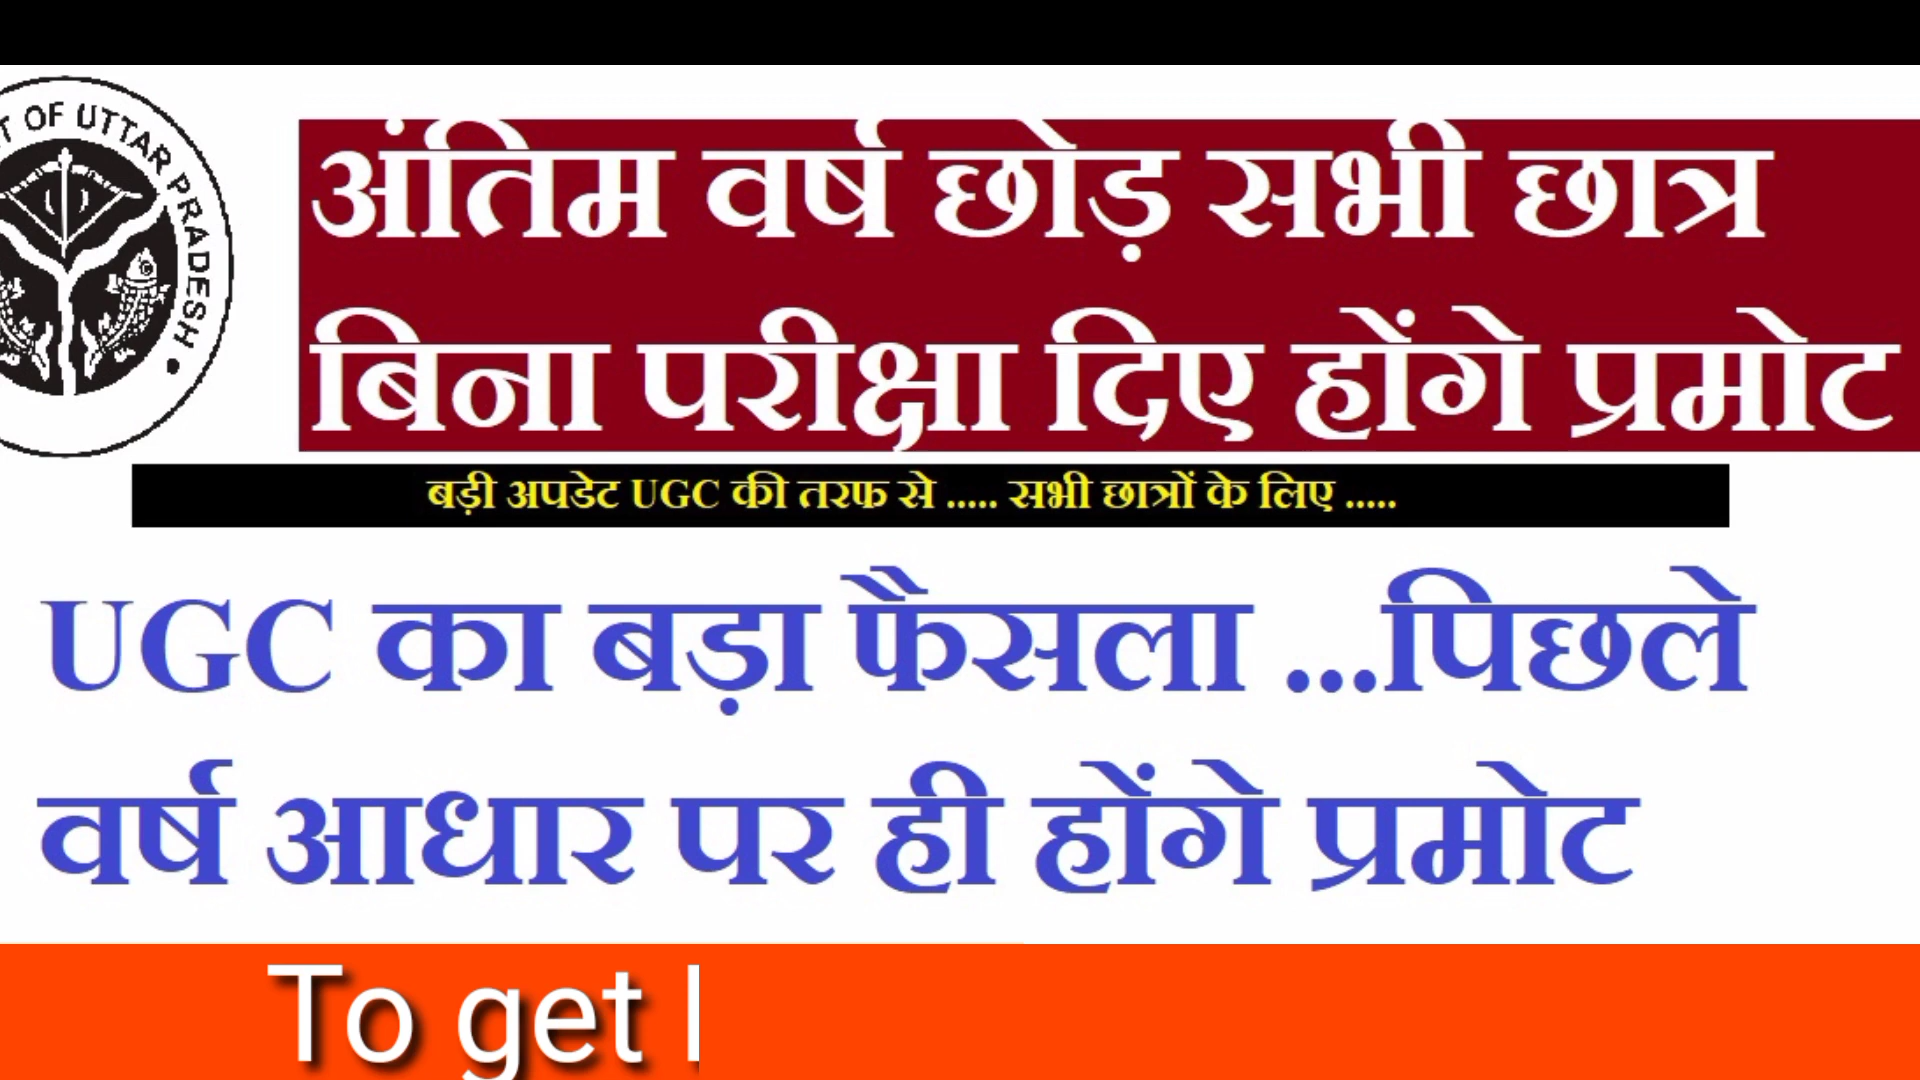 T OF UTTAR PRADESH
अंतिम वर्ष छोड़ सभी छात्र
बिना परीक्षा दिए होंगे प्रमोट
बड़ी अपडेट UGC की तरफ से ..... सभी छात्रों के लिए .....
UGC का बड़ा फैसला ...पिछले
वर्ष आधार पर ही होंगे प्रमोट
To get